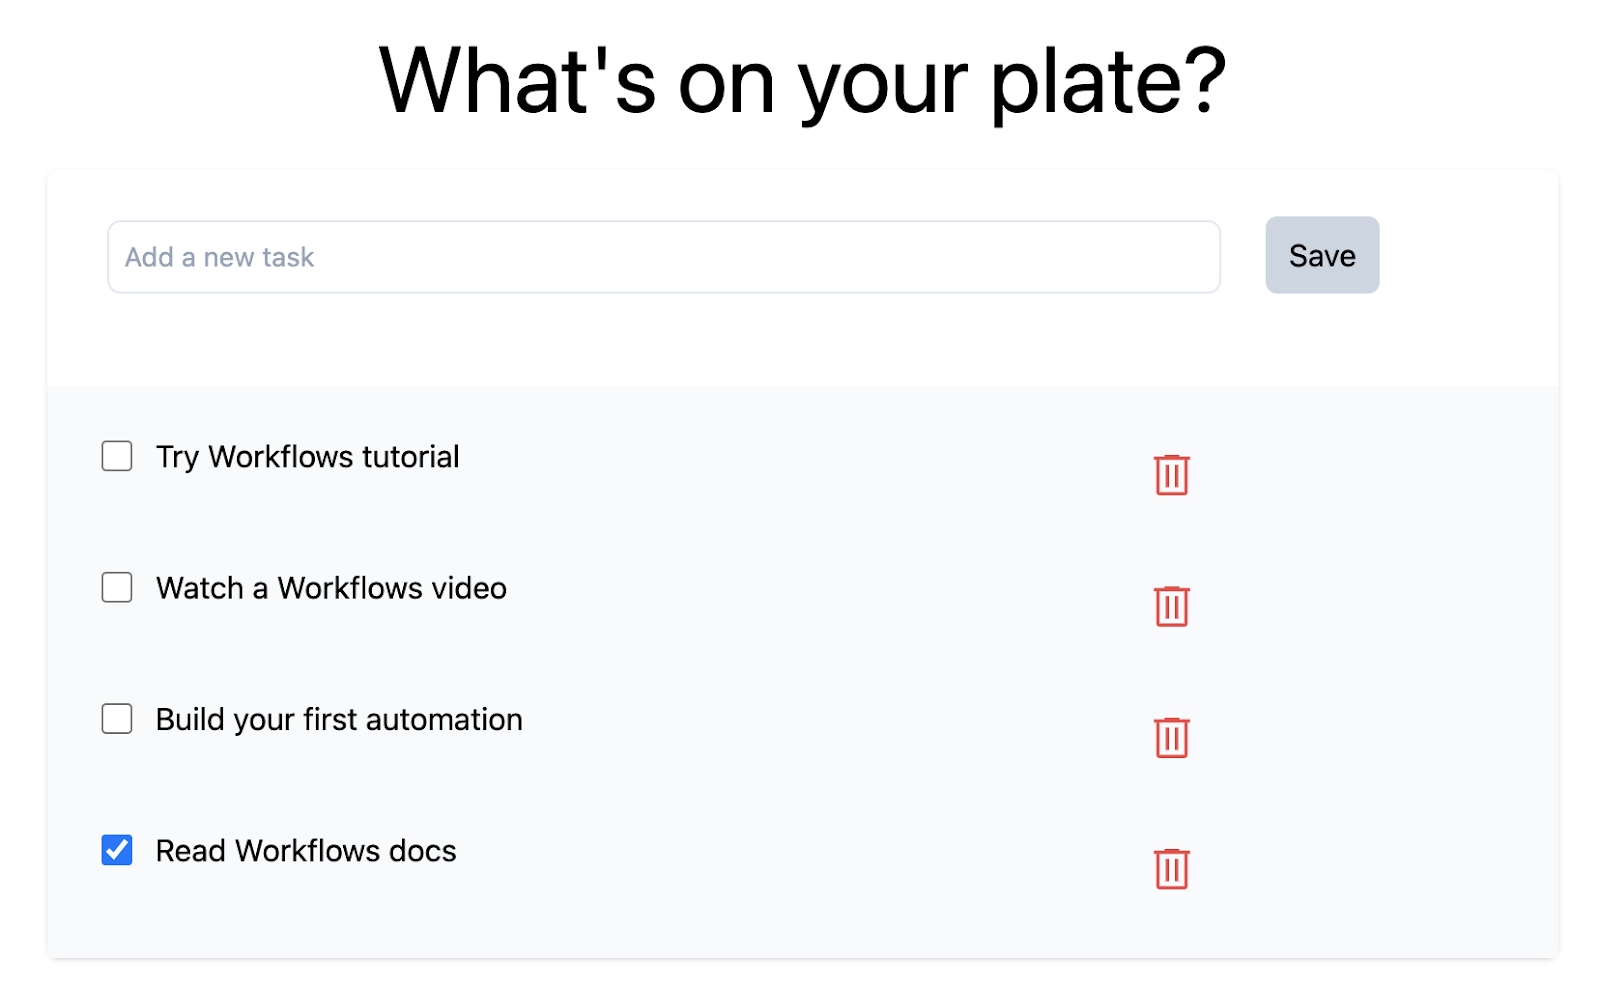 What's on your plate?
Add a new task
Save
Try Workflows tutorial
Watch a Workflows video
Build your first automation
Read Workflows docs